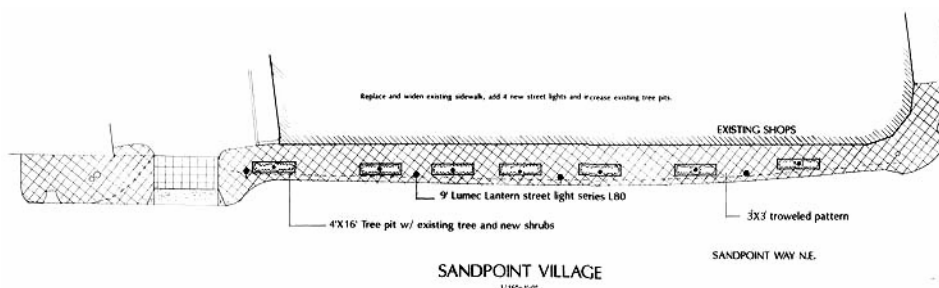 Replace and widen existing sidewalk, add 4 new street lights and increase existing tree pits.
EXISTING SHOPS
9' Lumec Lantern street light series L80
3'X3' troweled pattern
4'X16' Tree pit w/ existing tree and new shrubs
SANDPOINT WAY N.E.
SANDPOINT VILLAGE